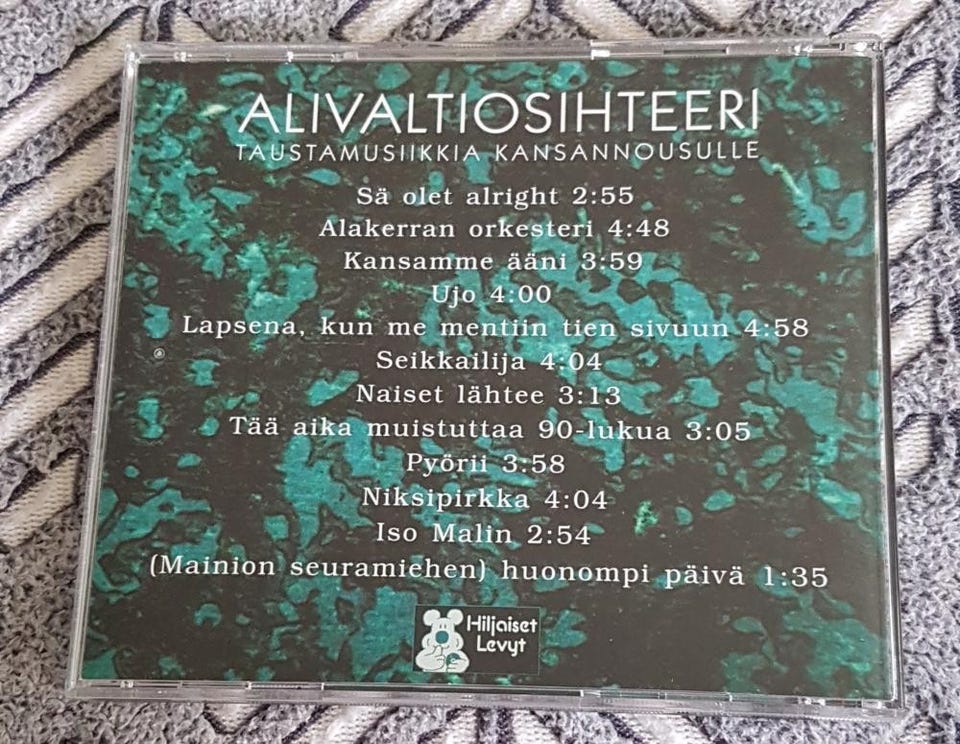 ALIVALTIOSIHTEERI
TAUSTAMUSIIKKIA KANSANNOUSULLE
Sä olet alright 2:55
Alakerran orkesteri 4:48
Kansamme ääni 3:59
Ujo 4:00
Lapsena, kun me mentiin tien sivuun 4:58
Seikkailija 4:04
Naiset lähtee 3:13
Tää aika muistuttaa 90-lukua 3:05
Pyörii 3:58
Niksipirkka 4:04
Iso Malin 2:54
(Mainion seuramiehen) huonompi päivä 1:35
Hiljaiset
Levyt